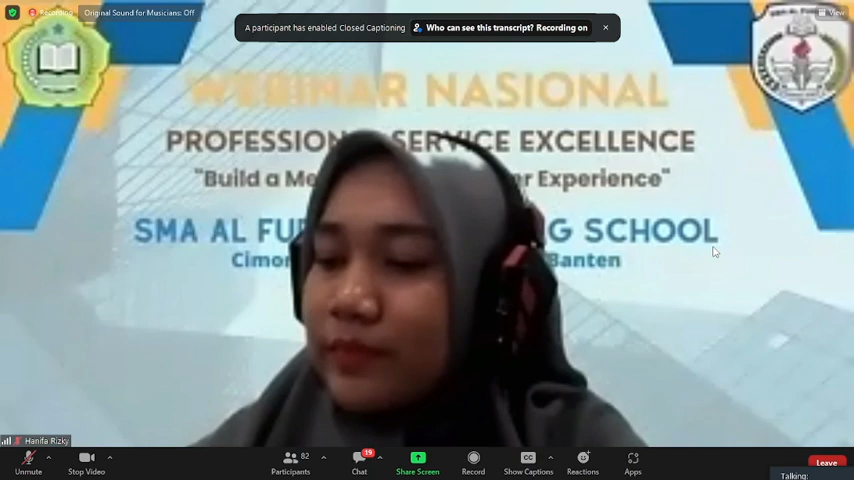 Recording
Original Sound for Musicians: Off
A participant has enabled Closed Captioning
Who can see this transcript? Recording on
View
WEBINAR NASIONAL
PROFESSION SERVICE EXCELLENCE
"Build a Me er Experience"
SMA AL FU G SCHOOL
Cimon Banten
Hanifa Rizky
82
19
Unmute
Stop Video
Participants
Chat
Share Screen
Record
CC
Show Captions
Reactions
Apps
Leave
Talking: